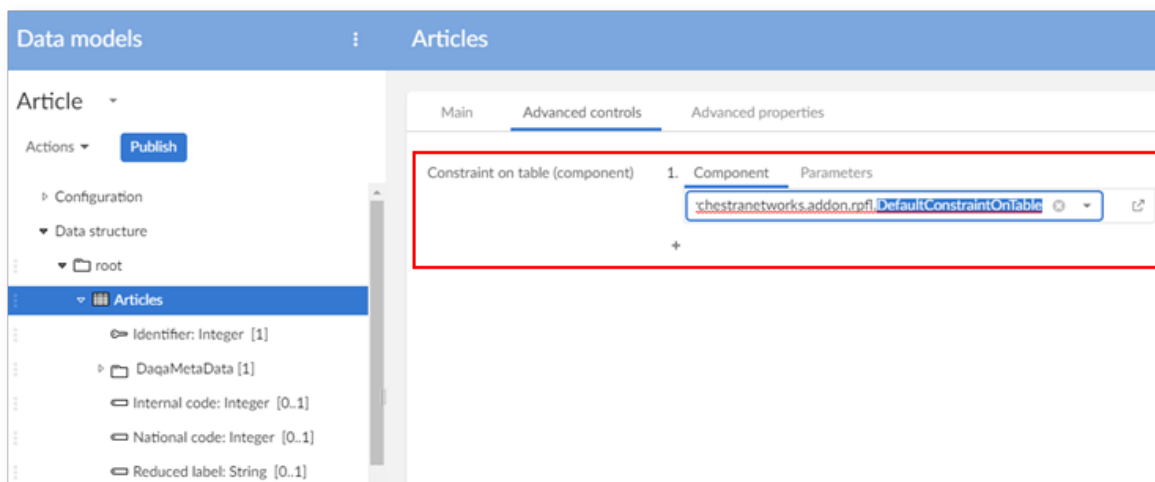 Data models
Articles
Article
Main Advanced controls Advanced properties
Actions Publish
Constraint on table (component) 1. Component Parameters
Configuration
chestranetworks.addon.rpfl.DefaultConstraintOnTable
Data structure
+
root
Articles
Identifier: Integer [1]
DaqaMetaData [1]
Internal code: Integer [0..1]
National code: Integer [0..1]
Reduced label: String [0..1]